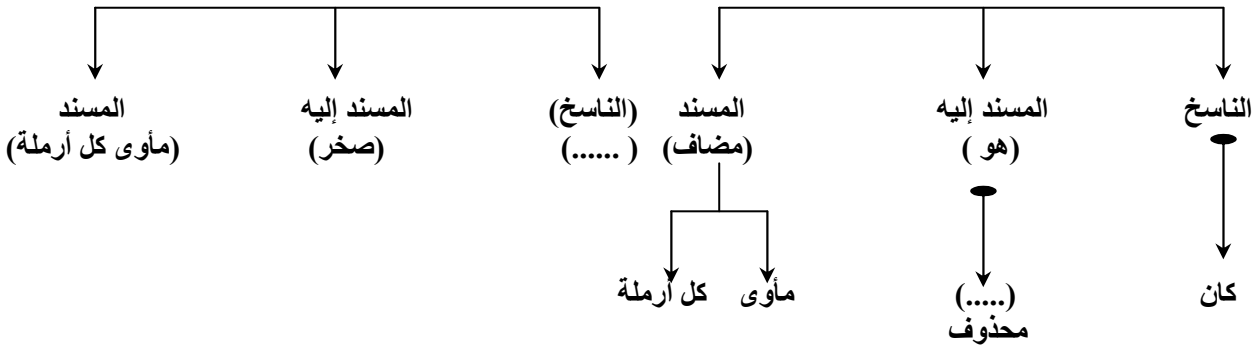 الناسخ المسند إليه المسند (الناسخ) المسند إليه المسند
(هو ) (مضاف) (...... ) (صخر) (مأوى كل أرملة)
كان (.....) مأوى كل أرملة
محذوف